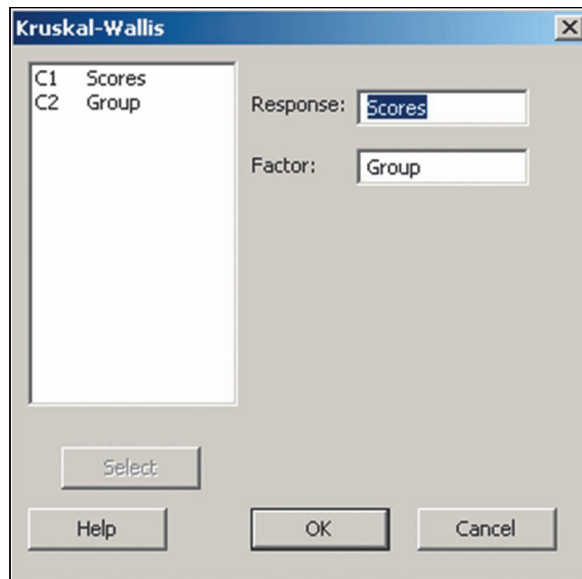 Kruskal-Wallis
C1 Scores
C2 Group
Response: Scores
Factor: Group
Select
Help OK Cancel